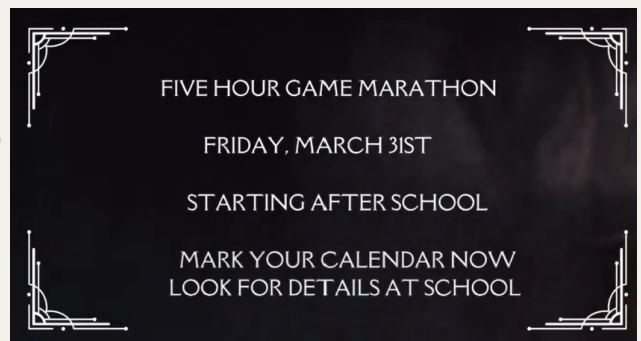 FIVE HOUR GAME MARATHON
FRIDAY, MARCH 31ST
STARTING AFTER SCHOOL
MARK YOUR CALENDAR NOW
LOOK FOR DETAILS AT SCHOOL